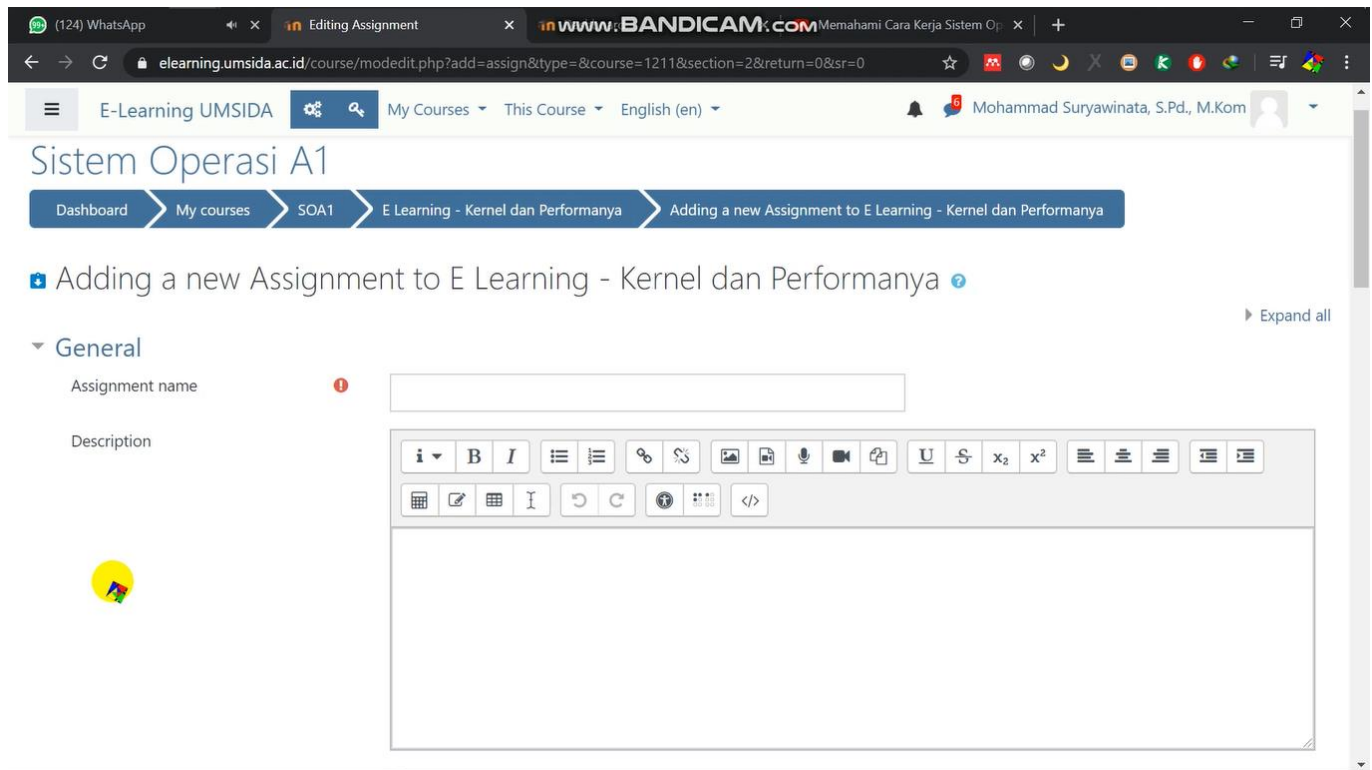 (124) WhatsApp
Editing Assignment
www.BANDICAM.com
Memahami Cara Kerja Sistem Op
elearning.umsida.ac.id/course/modedit.php?add=assign&type=&course=1211&section=2&return=0&sr=0
E-Learning UMSIDA My Courses This Course English (en) 6 Mohammad Suryawinata, S.Pd., M.Kom
Sistem Operasi A1
Dashboard My courses SOA1 E Learning - Kernel dan Performanya Adding a new Assignment to E Learning - Kernel dan Performanya
Adding a new Assignment to E Learning - Kernel dan Performanya
Expand all
General
Assignment name
Description
i B I U S x₂ x²
</>